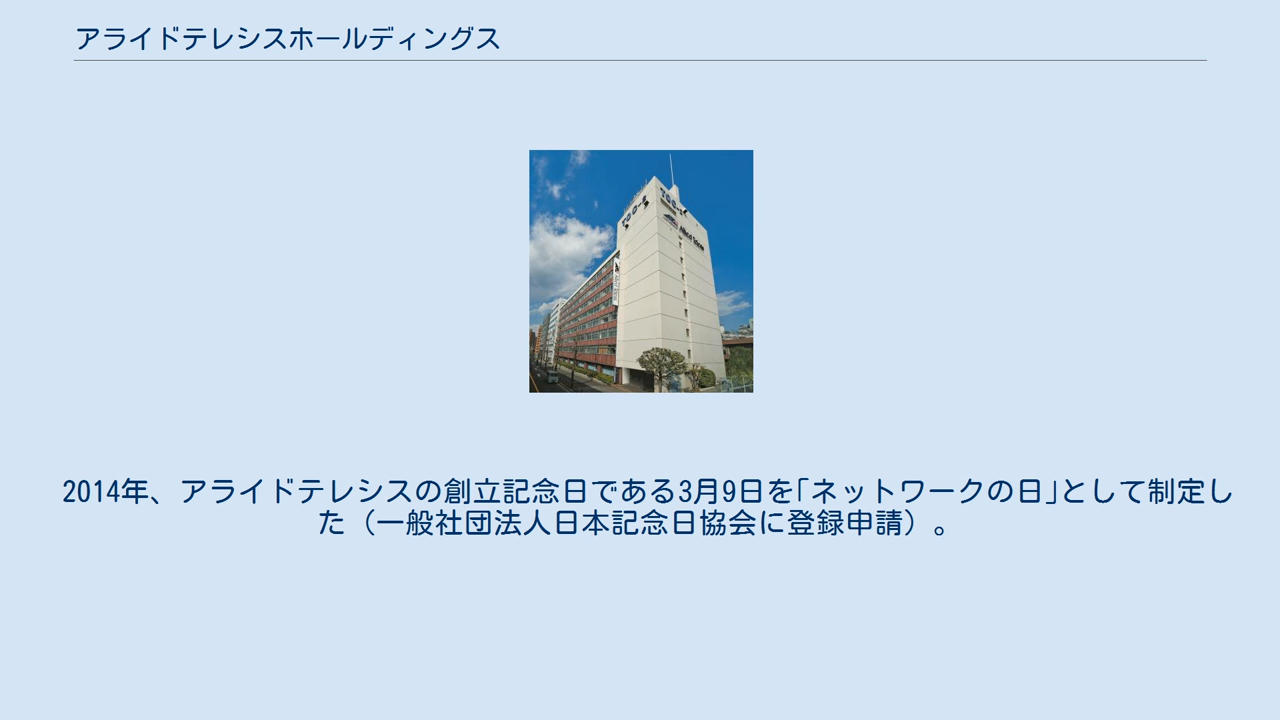 アライドテレシスホールディングス
TOC-
2014年、アライドテレシスの創立記念日である3月9日を｢ネットワークの日｣として制定し
た（一般社団法人日本記念日協会に登録申請）。